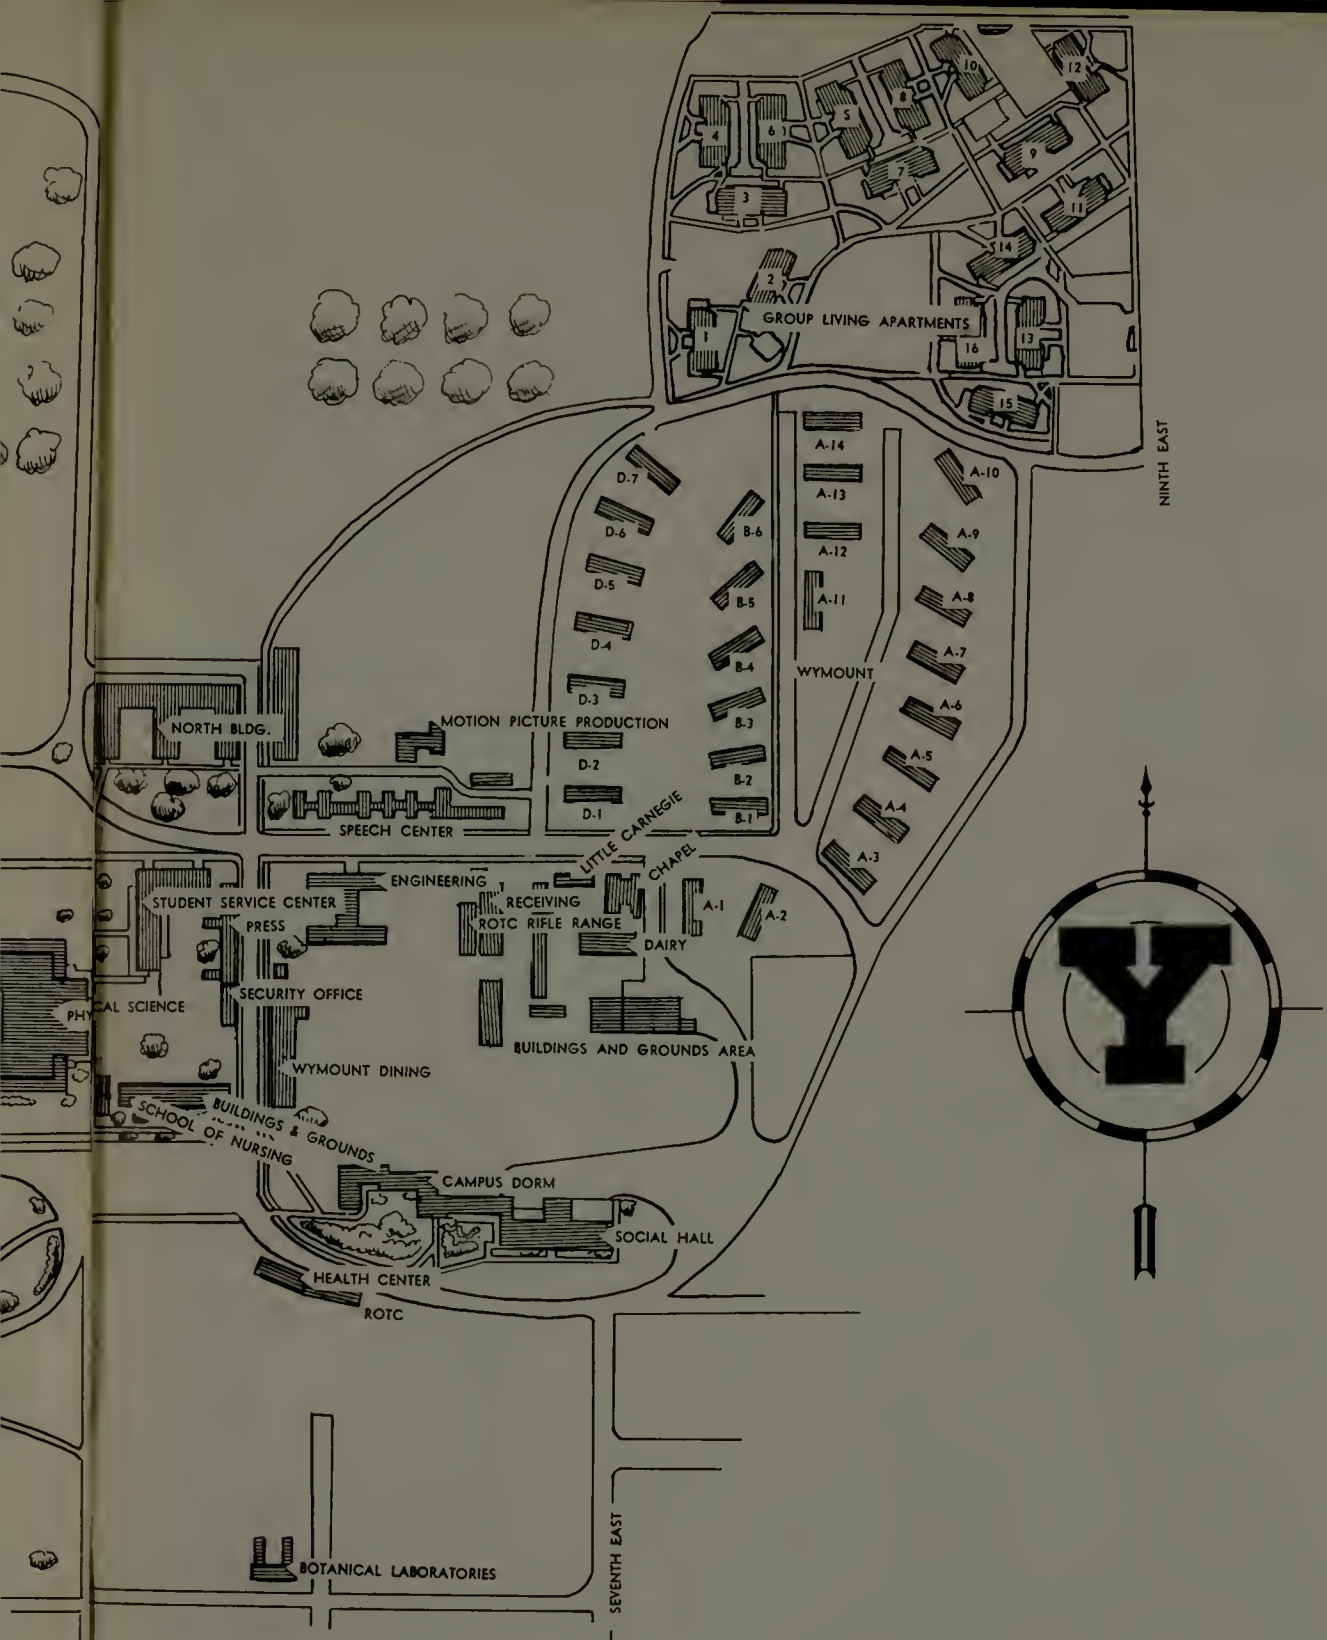 10
12
8
5
4
6
9
7
3
11
14
2
GROUP LIVING APARTMENTS
1
16
13
15
NINTH EAST
A-14
A-10
D-7
A-13
D-6
B-6
A-12
A-9
D-5
B-5
A-11
A-8
D-4
B-4
A-7
WYMOUNT
D-3
B-3
A-6
NORTH BLDG.
MOTION PICTURE PRODUCTION
D-2
B-2
A-5
D-1
B-1
A-4
SPEECH CENTER
LITTLE CARNEGIE
CHAPEL
A-3
ENGINEERING
STUDENT SERVICE CENTER
RECEIVING
A-1
A-2
PRESS
ROTC RIFLE RANGE
DAIRY
Y
SECURITY OFFICE
PHYSICAL SCIENCE
BUILDINGS AND GROUNDS AREA
WYMOUNT DINING
BUILDINGS & GROUNDS
SCHOOL OF NURSING
CAMPUS DORM
SOCIAL HALL
HEALTH CENTER
ROTC
BOTANICAL LABORATORIES
SEVENTH EAST